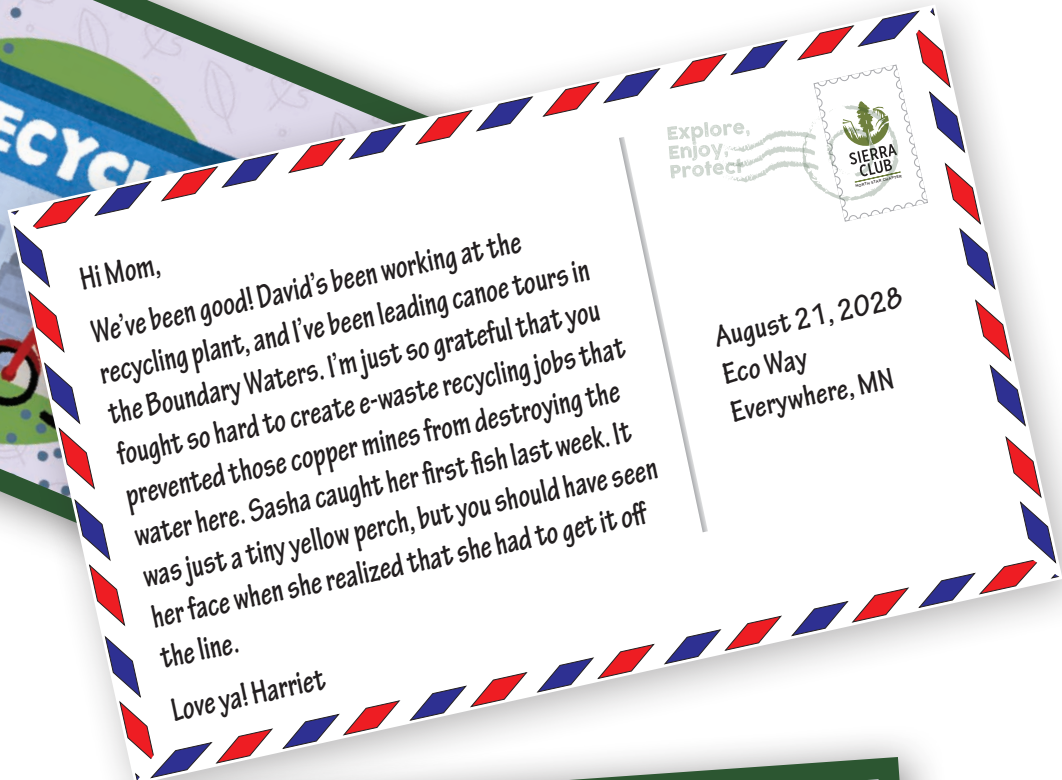 ECYCL
Explore,
Enjoy,
Protect
SIERRA
CLUB
NORTH STAR CHAPTER
Hi Mom,
We've been good! David's been working at the
recycling plant, and I've been leading canoe tours in
the Boundary Waters. I'm just so grateful that you
fought so hard to create e-waste recycling jobs that
prevented those copper mines from destroying the
water here. Sasha caught her first fish last week. It
was just a tiny yellow perch, but you should have seen
her face when she realized that she had to get it off
the line.
Love ya! Harriet
August 21, 2028
Eco Way
Everywhere, MN